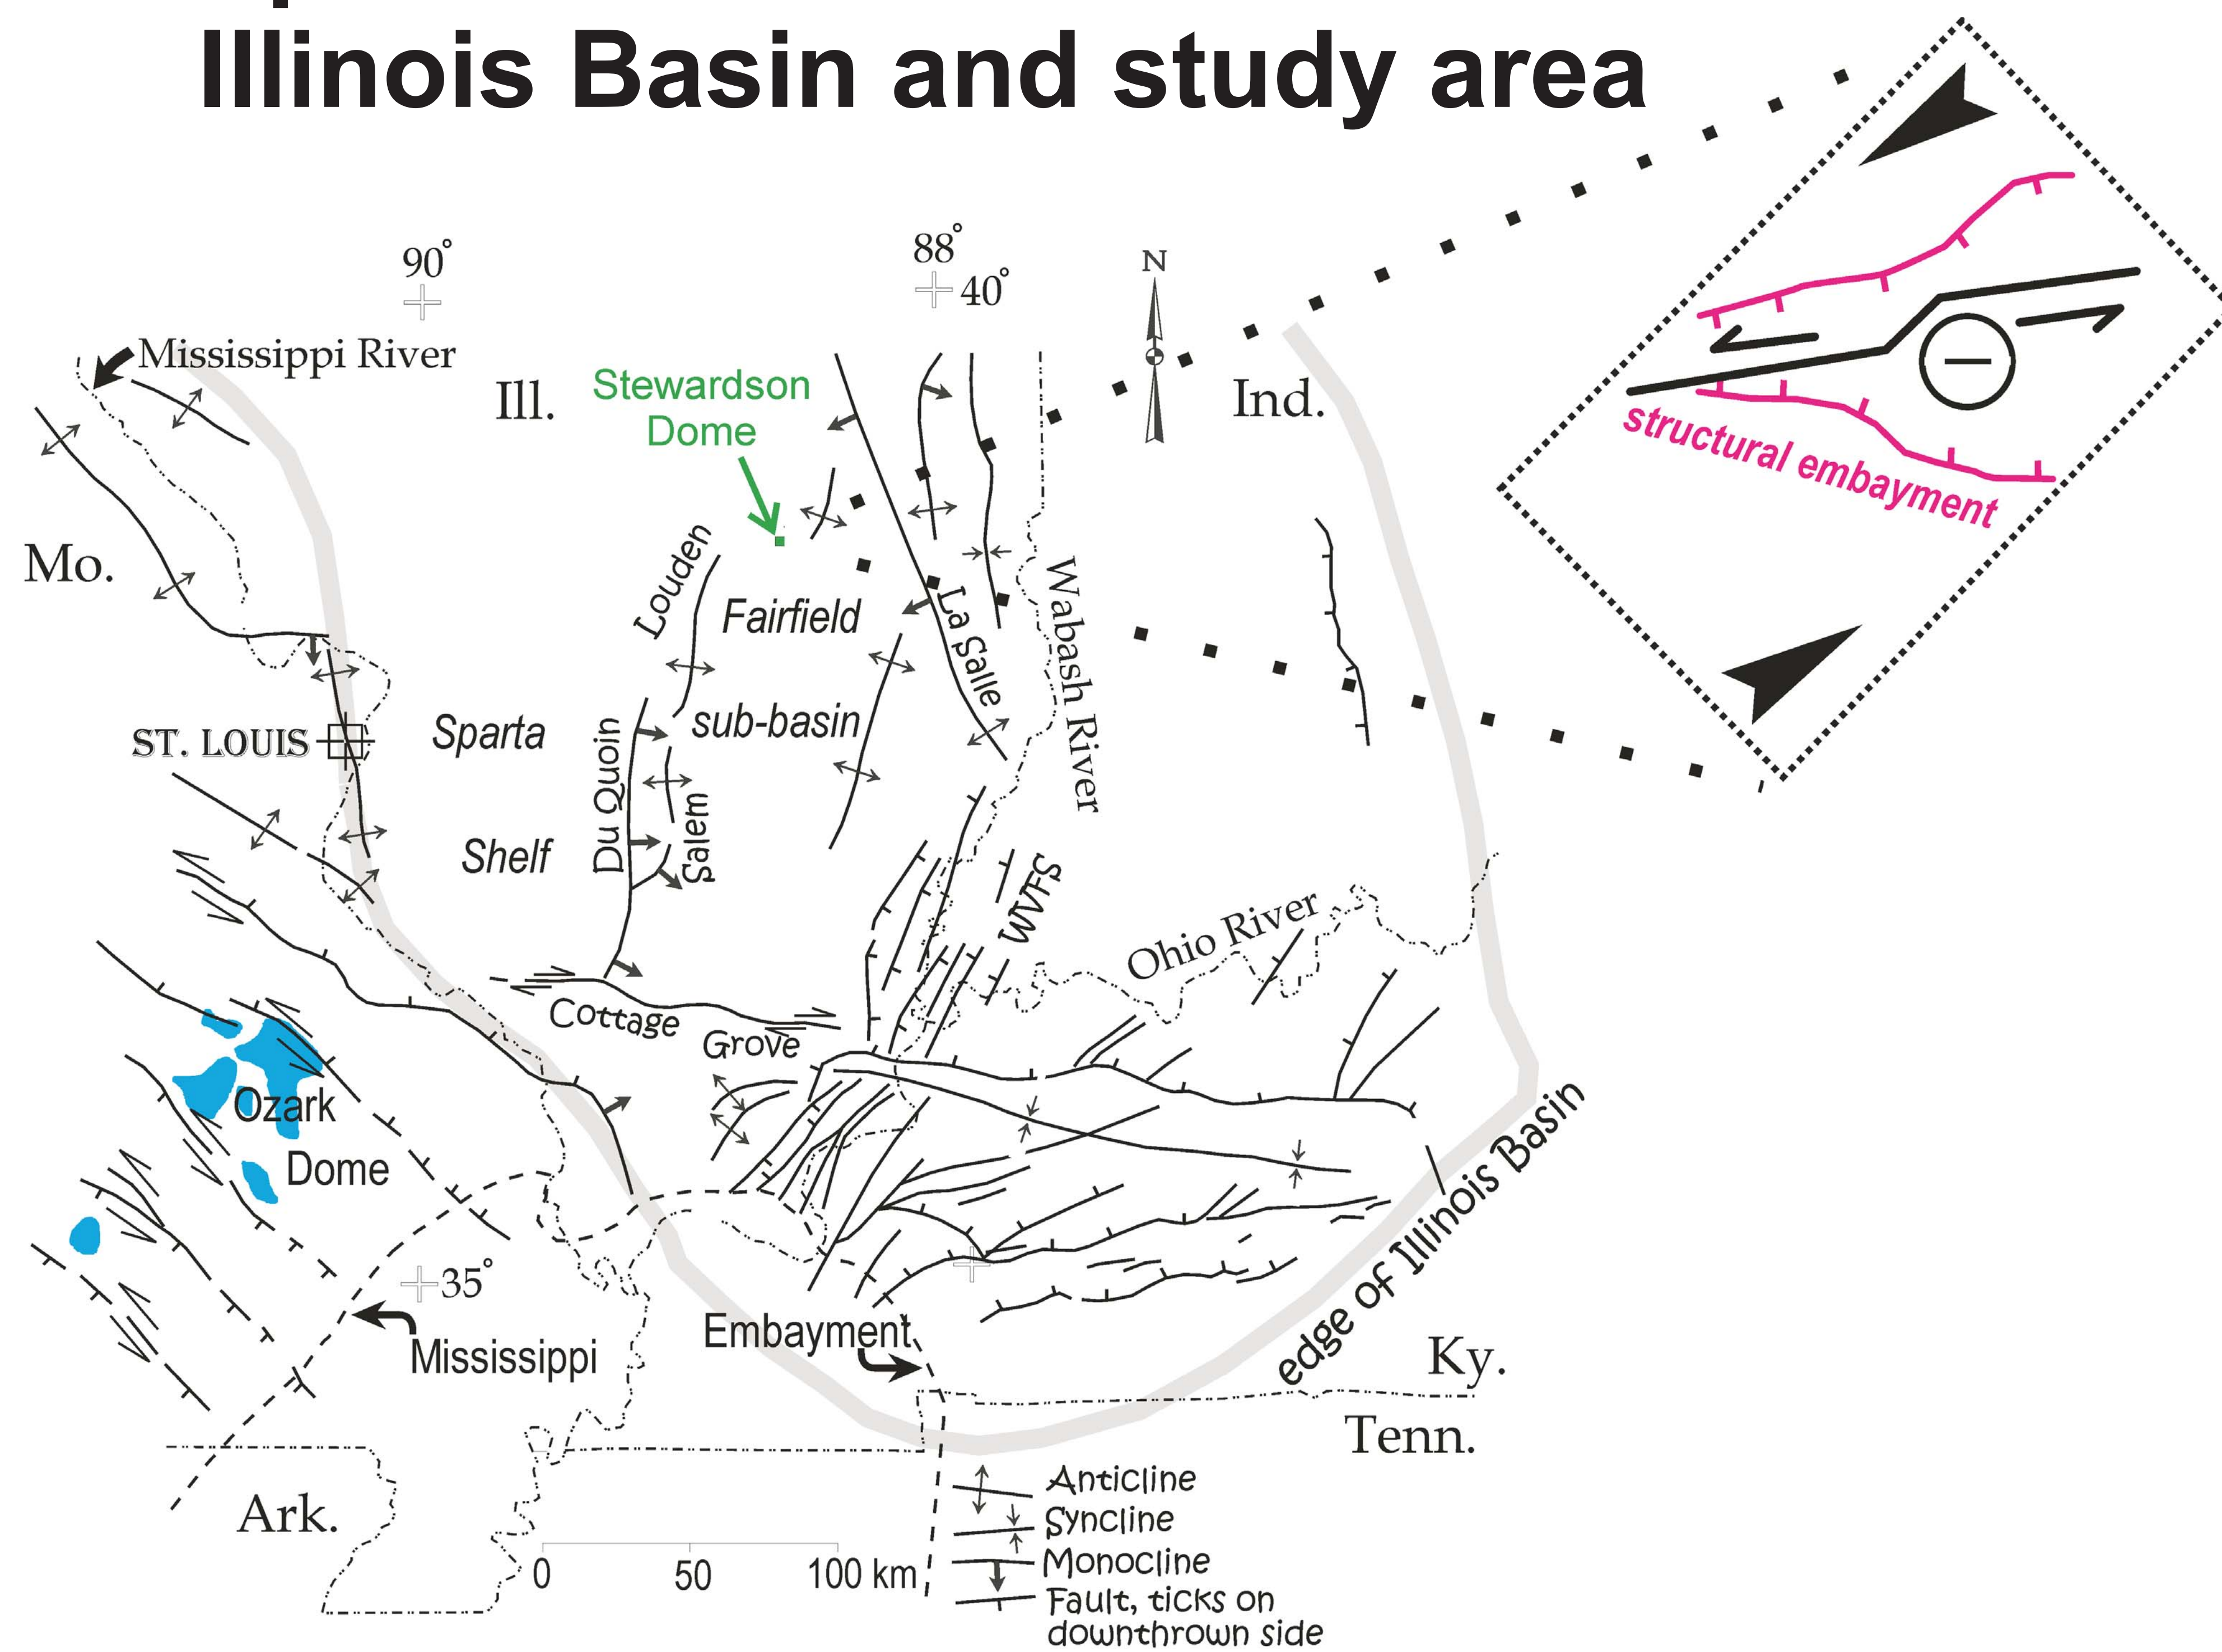 Illinois Basin and study area
90°
88°
40°
N
Mississippi River
Ill.
Stewardson
Dome
Ind.
structural embayment
Mo.
Louden
Fairfield
La Salle
Wabash River
ST. LOUIS
Sparta
sub-basin
Du Quoin
Salem
Shelf
WVFS
Ohio River
Cottage
Grove
Ozark
Dome
35°
Mississippi
Embayment
edge of Illinois Basin
Ky.
Tenn.
Ark.
Anticline
Syncline
Monocline
Fault, ticks on
downthrown side
0 50 100 km